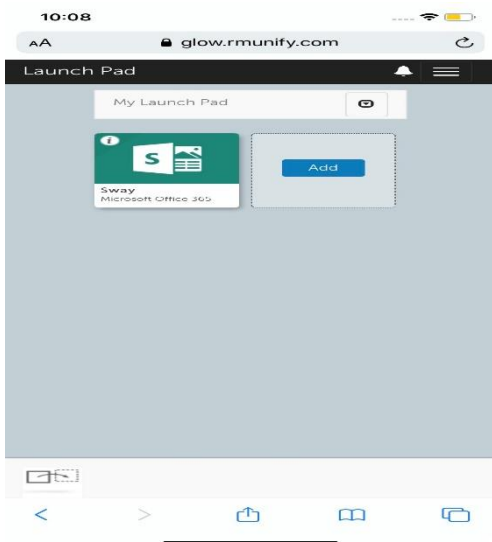 10:08
AA glow.rmunify.com
Launch Pad
My Launch Pad
i
S
Add
Sway
Microsoft Office 365